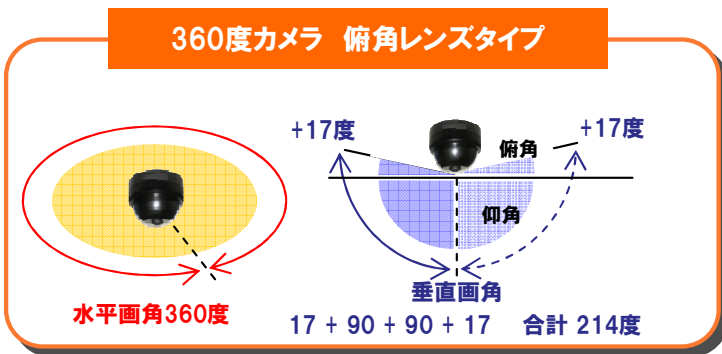 360度カメラ 俯角レンズタイプ
+17度
+17度
俯角
仰角
水平画角360度
垂直画角
17 + 90 + 90 + 17 合計 214度